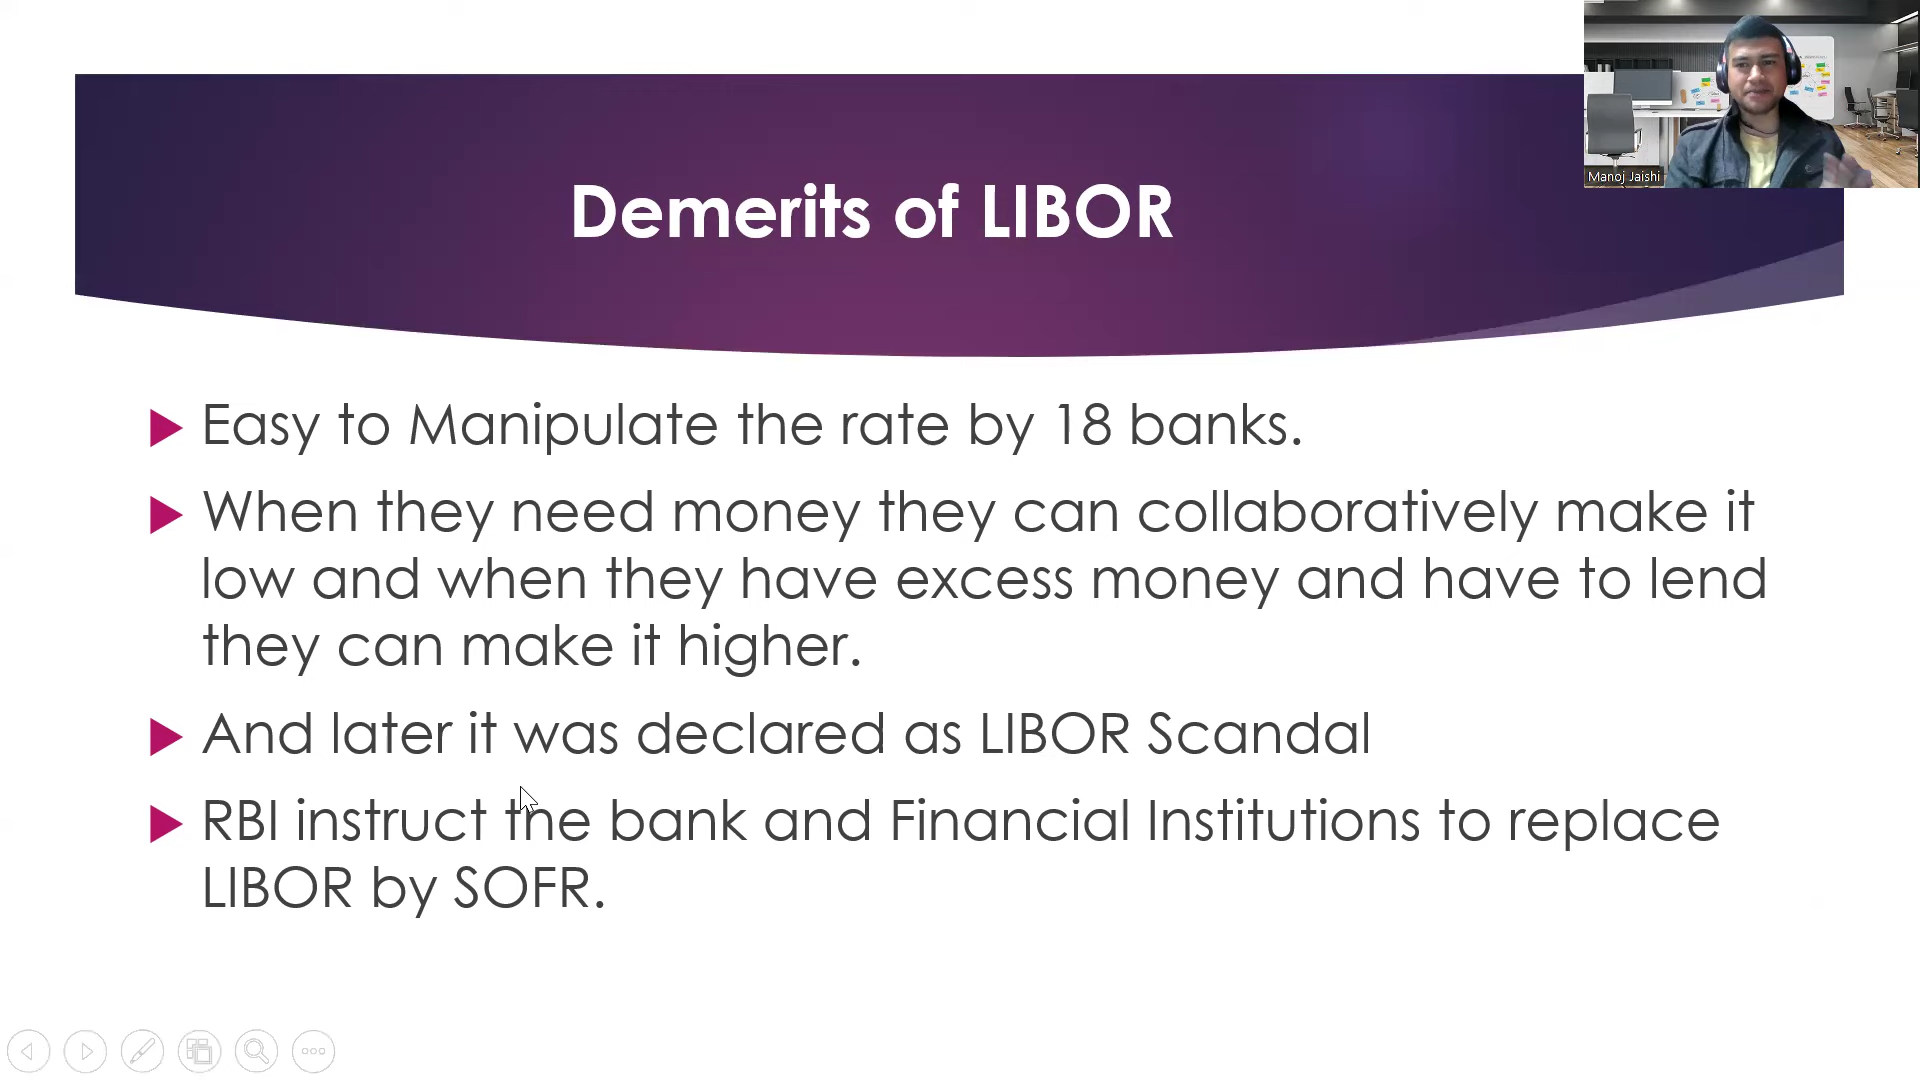 Demerits of LIBOR
Manoj Jaishi
Easy to Manipulate the rate by 18 banks.
When they need money they can collaboratively make it
low and when they have excess money and have to lend
they can make it higher.
And later it was declared as LIBOR Scandal
RBI instruct the bank and Financial Institutions to replace
LIBOR by SOFR.